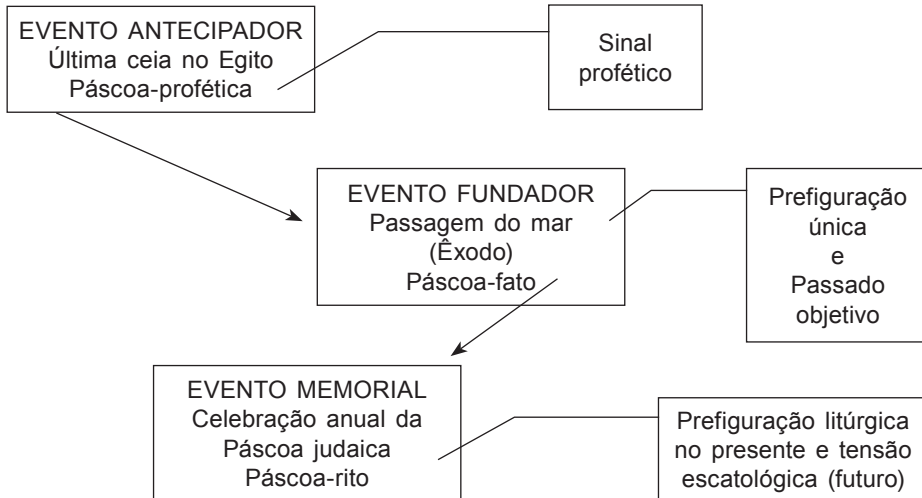 EVENTO ANTECIPADOR
Última ceia no Egito
Páscoa-profética
Sinal
profético
EVENTO FUNDADOR
Passagem do mar
(Êxodo)
Páscoa-fato
Prefiguração
única
e
Passado
objetivo
EVENTO MEMORIAL
Celebração anual da
Páscoa judaica
Páscoa-rito
Prefiguração litúrgica
no presente e tensão
escatológica (futuro)